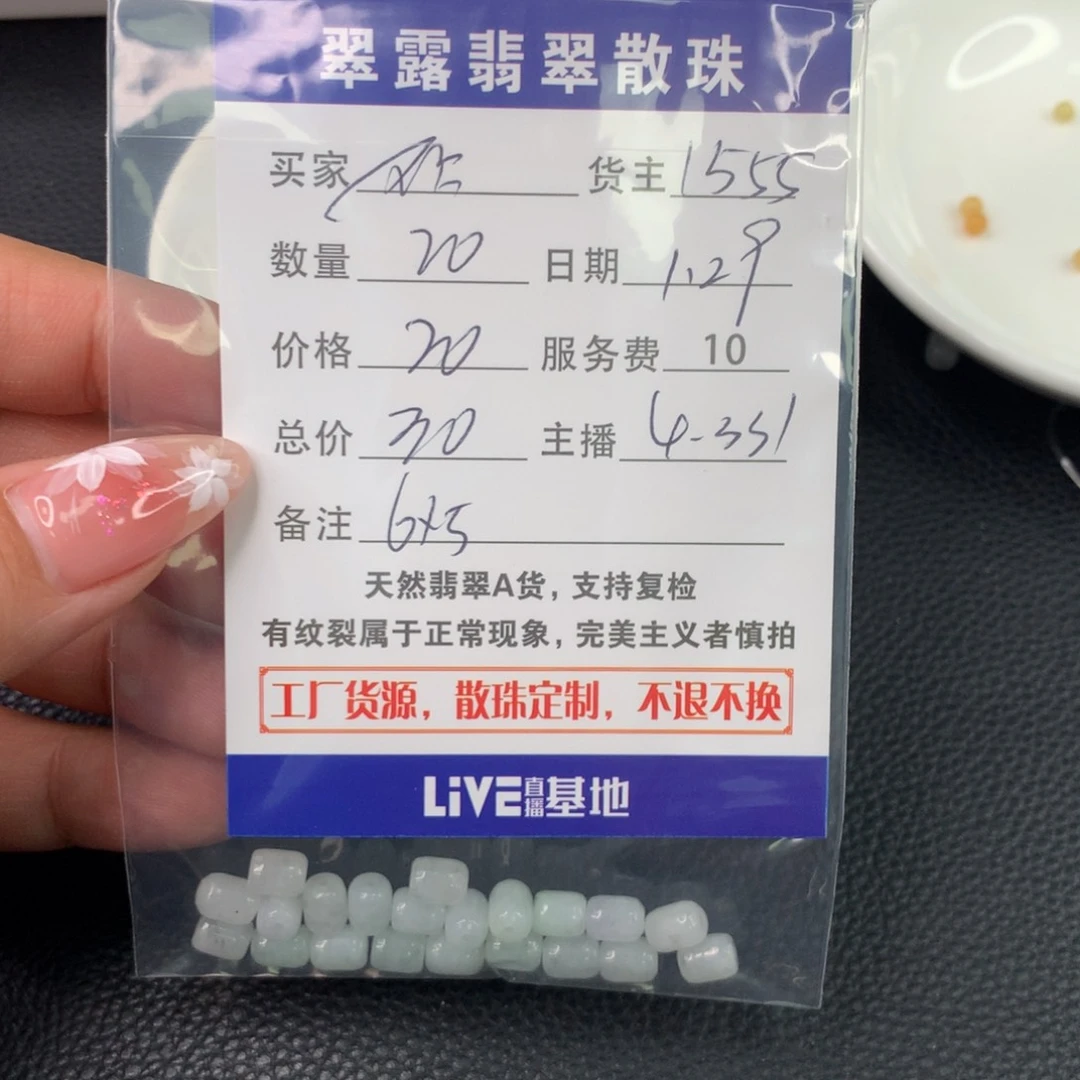 翠露翡翠散珠
买家 货主 1555
数量 20 日期 1.29
价格 20 服务费 10
总价 30 主播 4-351
备注 6x5
天然翡翠A货，支持复检
有纹裂属于正常现象，完美主义者慎拍
工厂货源，散珠定制，不退不换
LiVE直播基地